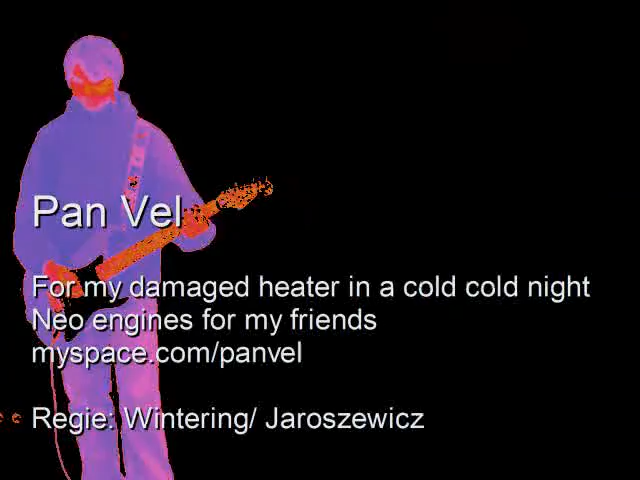 Pan Vel
For my damaged heater in a cold cold night
Neo engines for my friends
myspace.com/panvel
Regie: Wintering/ Jaroszewicz